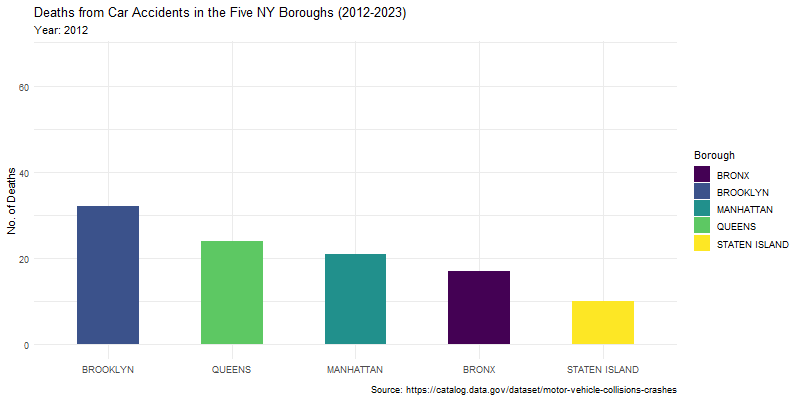 Deaths from Car Accidents in the Five NY Boroughs (2012-2023)
Year: 2012
No. of Deaths
60
40
20
0
BROOKLYN
QUEENS
MANHATTAN
BRONX
STATEN ISLAND
Borough
BRONX
BROOKLYN
MANHATTAN
QUEENS
STATEN ISLAND
Source: https://catalog.data.gov/dataset/motor-vehicle-collisions-crashes